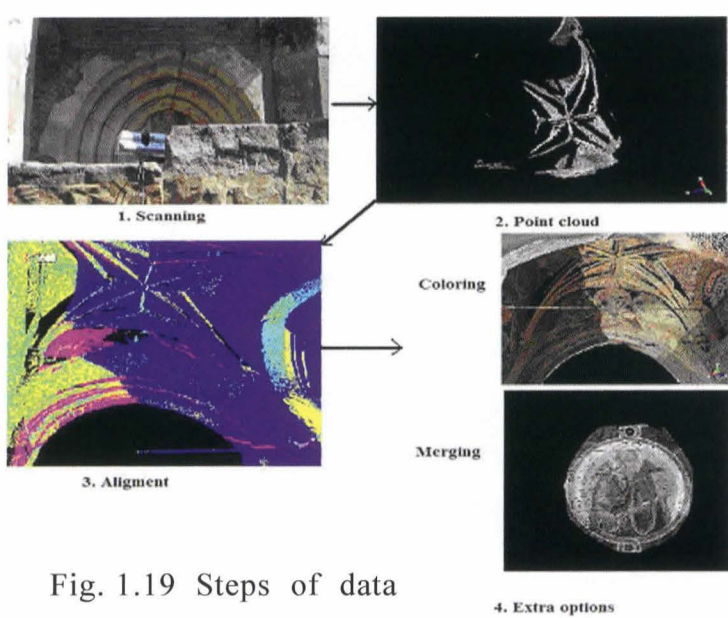 1. Scanning
2. Point cloud
Coloring
Merging
3. Aligment
4. Extra options
Fig. 1.19 Steps of data